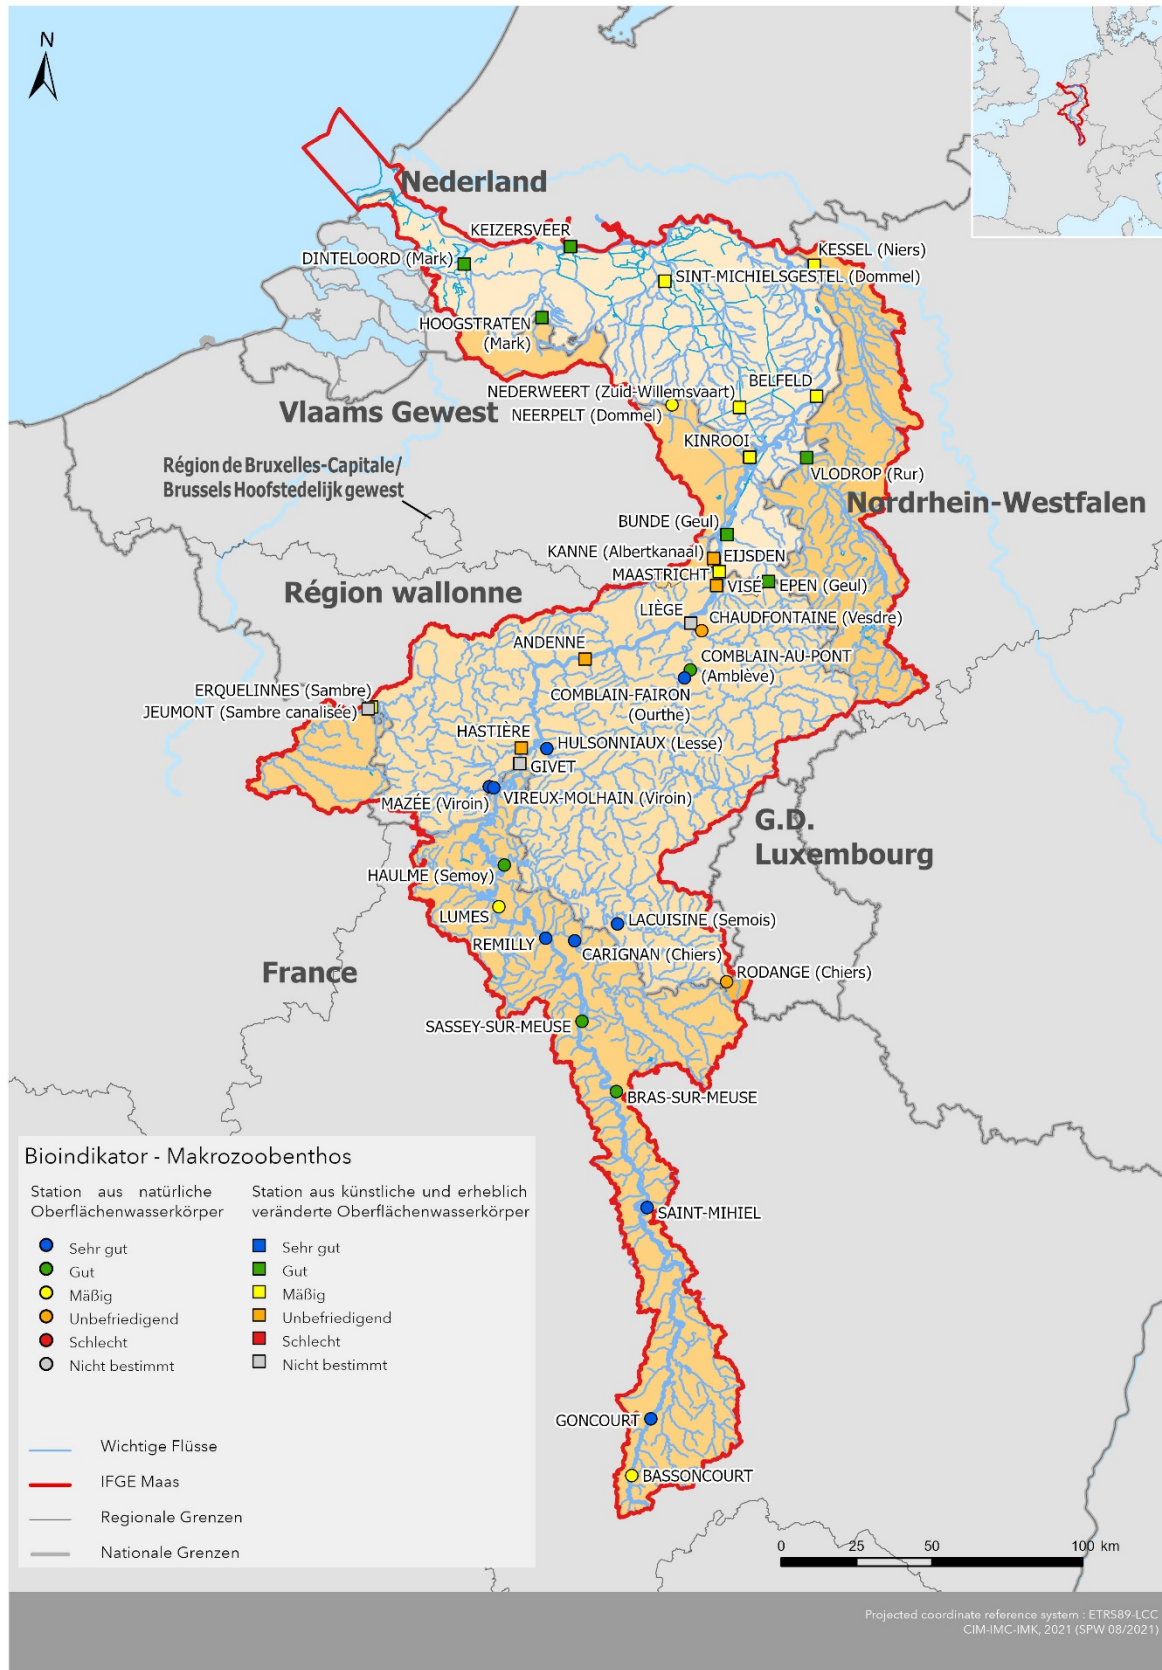 N
Nederland
KEIZERSVEER
DINTELOORD (Mark)
KESSEL (Niers)
SINT-MICHIELSGESTEL (Dommel)
HOOGSTRATEN
(Mark)
BELFELD
NEDERWEERT (Zuid-Willemsvaart)
NEERPELT (Dommel)
Vlaams Gewest
KINROOI
VLODROP (Rur)
Région de Bruxelles-Capitale/
Brussels Hoofstedelijk gewest
Nordrhein-Westfalen
BUNDE (Geul)
KANNE (Albertkanaal)
EIJSDEN
MAASTRICHT
VISÉ
EPEN (Geul)
Région wallonne
LIÈGE
CHAUDFONTAINE (Vesdre)
ANDENNE
COMBLAIN-AU-PONT
(Amblève)
COMBLAIN-FAIRON
(Ourthe)
ERQUELINNES (Sambre)
JEUMONT (Sambre canalisée)
HASTIÈRE
HULSONNIAUX (Lesse)
GIVET
MAZÉE (Viroin)
VIREUX-MOLHAIN (Viroin)
G.D.
Luxembourg
HAULME (Semoy)
LUMES
LACUISINE (Semois)
REMILLY
CARIGNAN (Chiers)
France
RODANGE (Chiers)
SASSEY-SUR-MEUSE
BRAS-SUR-MEUSE
SAINT-MIHIEL
GONCOURT
BASSONCOURT
Bioindikator - Makrozoobenthos
Station aus natürliche
Oberflächenwasserkörper
Station aus künstliche und erheblich
veränderte Oberflächenwasserkörper
Sehr gut
Sehr gut
Gut
Gut
Mäßig
Mäßig
Unbefriedigend
Unbefriedigend
Schlecht
Schlecht
Nicht bestimmt
Nicht bestimmt
Wichtige Flüsse
IFGE Maas
Regionale Grenzen
Nationale Grenzen
0 25 50 100 km
Projected coordinate reference system : ETRS89-LCC
CIM-IMC-IMK, 2021 (SPW 08/2021)